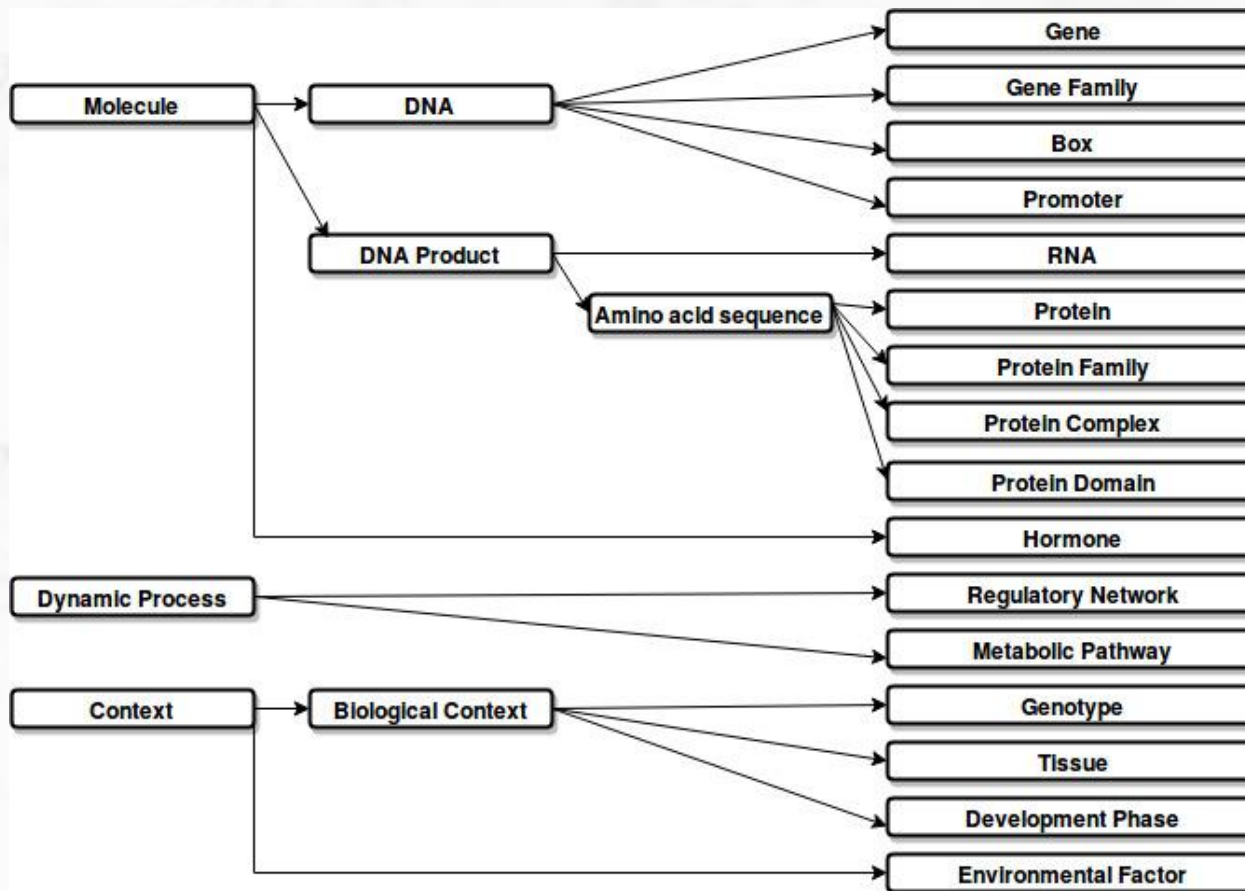 Gene
Gene Family
Molecule
DNA
Box
Promoter
DNA Product
RNA
Amino acid sequence
Protein
Protein Family
Protein Complex
Protein Domain
Hormone
Dynamic Process
Regulatory Network
Metabolic Pathway
Context
Biological Context
Genotype
Tissue
Development Phase
Environmental Factor